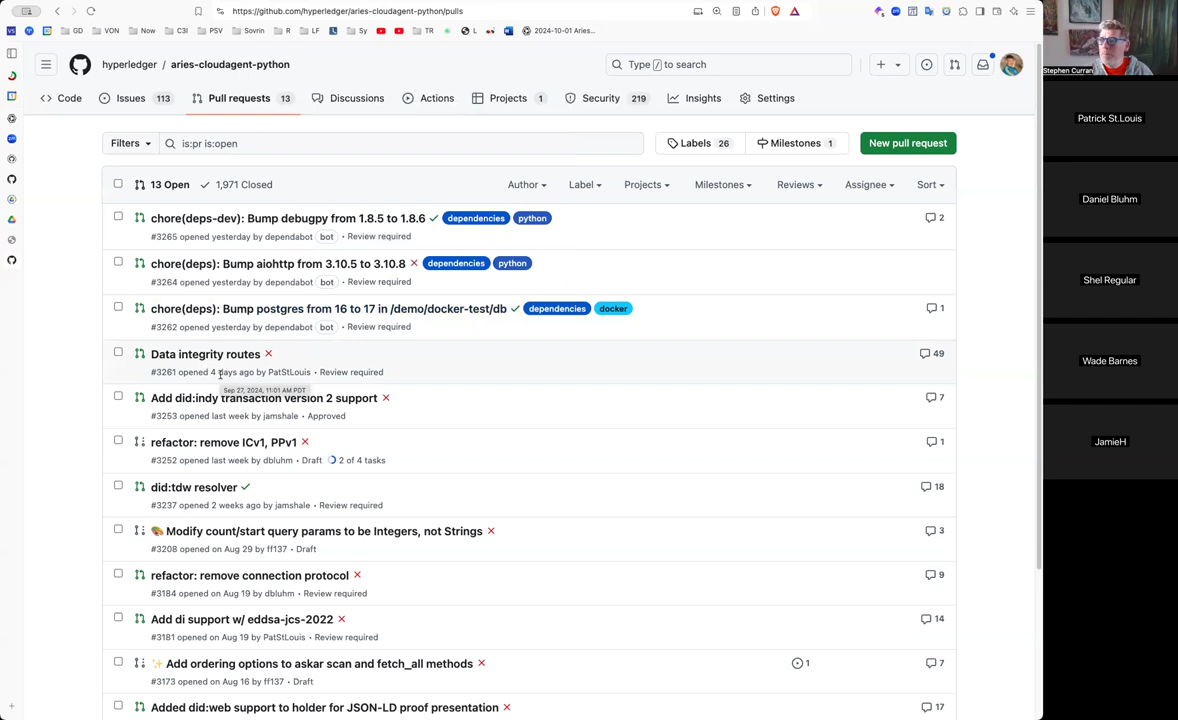 https://github.com/hyperledger/aries-cloudagent-python/pulls
GD VON Now C3I PSV Sovrin R LF Sy TR L 2024-10-01 Aries...
hyperledger / aries-cloudagent-python
Type / to search
Code Issues 113 Pull requests 13 Discussions Actions Projects 1 Security 219 Insights Settings
Filters is:pr is:open Labels 26 Milestones 1 New pull request
13 Open 1,971 Closed Author Label Projects Milestones Reviews Assignee Sort
chore(deps-dev): Bump debugpy from 1.8.5 to 1.8.6 dependencies python 2
#3265 opened yesterday by dependabot bot • Review required
chore(deps): Bump aiohttp from 3.10.5 to 3.10.8 dependencies python
#3264 opened yesterday by dependabot bot • Review required
chore(deps): Bump postgres from 16 to 17 in /demo/docker-test/db dependencies docker 1
#3262 opened yesterday by dependabot bot • Review required
Data integrity routes 49
#3261 opened 4 days ago by PatStLouis • Review required
Sep 27, 2024, 11:01 AM PDT
Add did:indy transaction version 2 support 7
#3253 opened last week by jamshale • Approved
refactor: remove ICv1, PPv1 1
#3252 opened last week by dbluhm • Draft 2 of 4 tasks
did:tdw resolver 18
#3237 opened 2 weeks ago by jamshale • Review required
Modify count/start query params to be Integers, not Strings 3
#3208 opened on Aug 29 by ff137 • Draft
refactor: remove connection protocol 9
#3184 opened on Aug 19 by dbluhm • Review required
Add di support w/ eddsa-jcs-2022 14
#3181 opened on Aug 19 by PatStLouis • Review required
Add ordering options to askar scan and fetch_all methods 1 7
#3173 opened on Aug 16 by ff137 • Draft
Added did:web support to holder for JSON-LD proof presentation 17
Stephen Curran
Patrick St.Louis
Daniel Bluhm
Shel Regular
Wade Barnes
JamieH